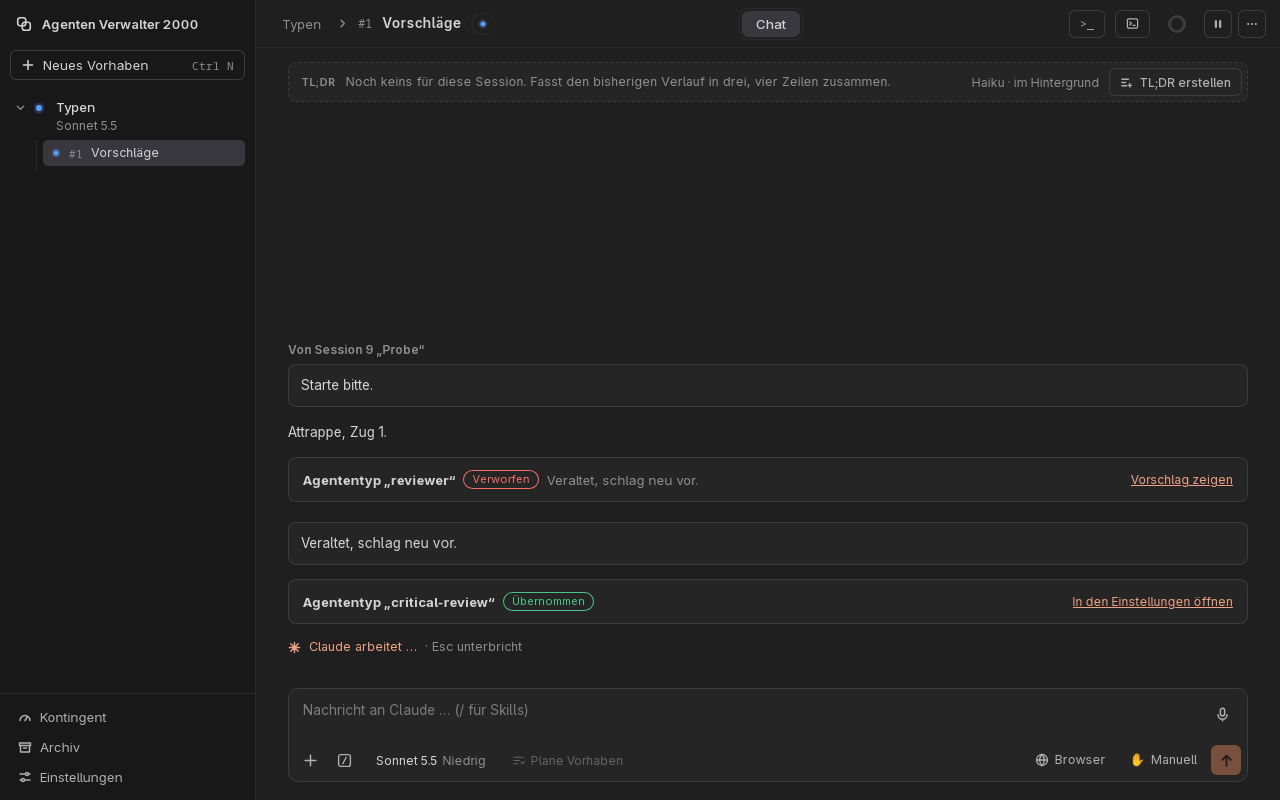 Agenten Verwalter 2000
Neues Vorhaben Ctrl N
Typen
Sonnet 5.5
#1 Vorschläge
Kontingent
Archiv
Einstellungen
Typen #1 Vorschläge Chat >_
TL;DR Noch keins für diese Session. Fasst den bisherigen Verlauf in drei, vier Zeilen zusammen. Haiku · im Hintergrund TL;DR erstellen
Von Session 9 „Probe“
Starte bitte.
Attrappe, Zug 1.
Agententyp „reviewer“ Verworfen Veraltet, schlag neu vor. Vorschlag zeigen
Veraltet, schlag neu vor.
Agententyp „critical-review“ Übernommen In den Einstellungen öffnen
Claude arbeitet … · Esc unterbricht
Nachricht an Claude … (/ für Skills)
Sonnet 5.5 Niedrig Plane Vorhaben Browser Manuell